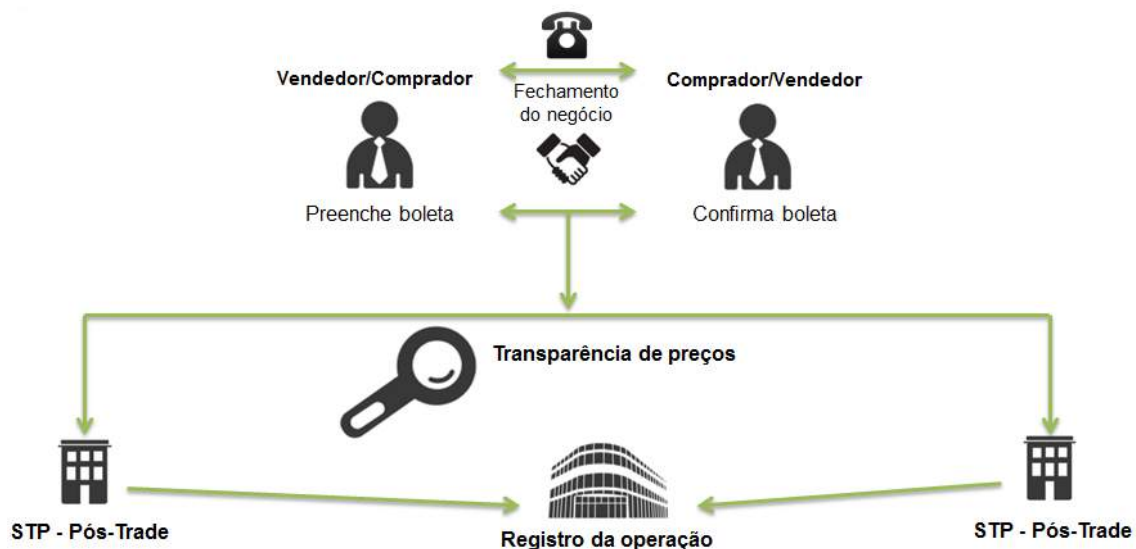 Vendedor/Comprador
Comprador/Vendedor
Fechamento
do negócio
Preenche boleta
Confirma boleta
Transparência de preços
STP - Pós-Trade
Registro da operação
STP - Pós-Trade